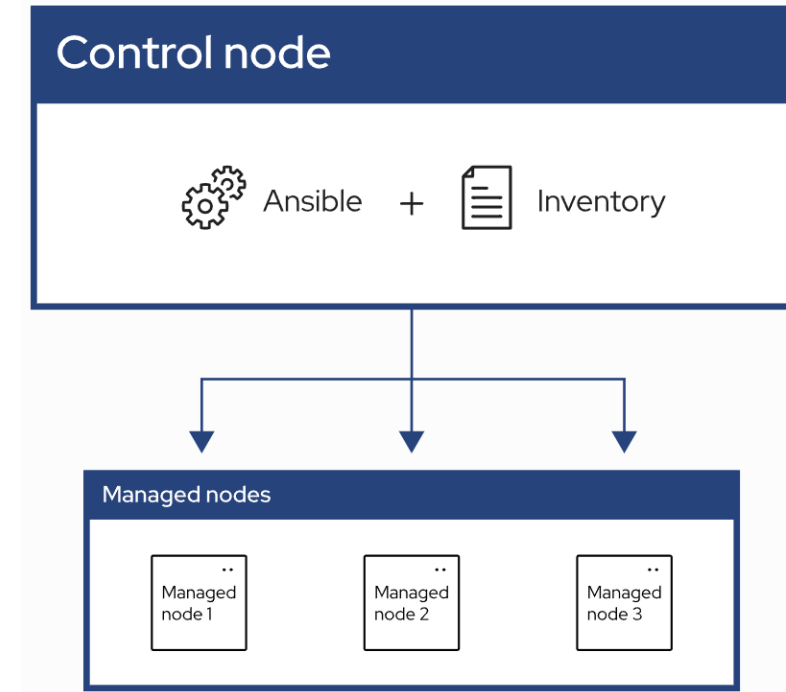 Control node
Ansible + Inventory
Managed nodes
Managed
node 1
Managed
node 2
Managed
node 3